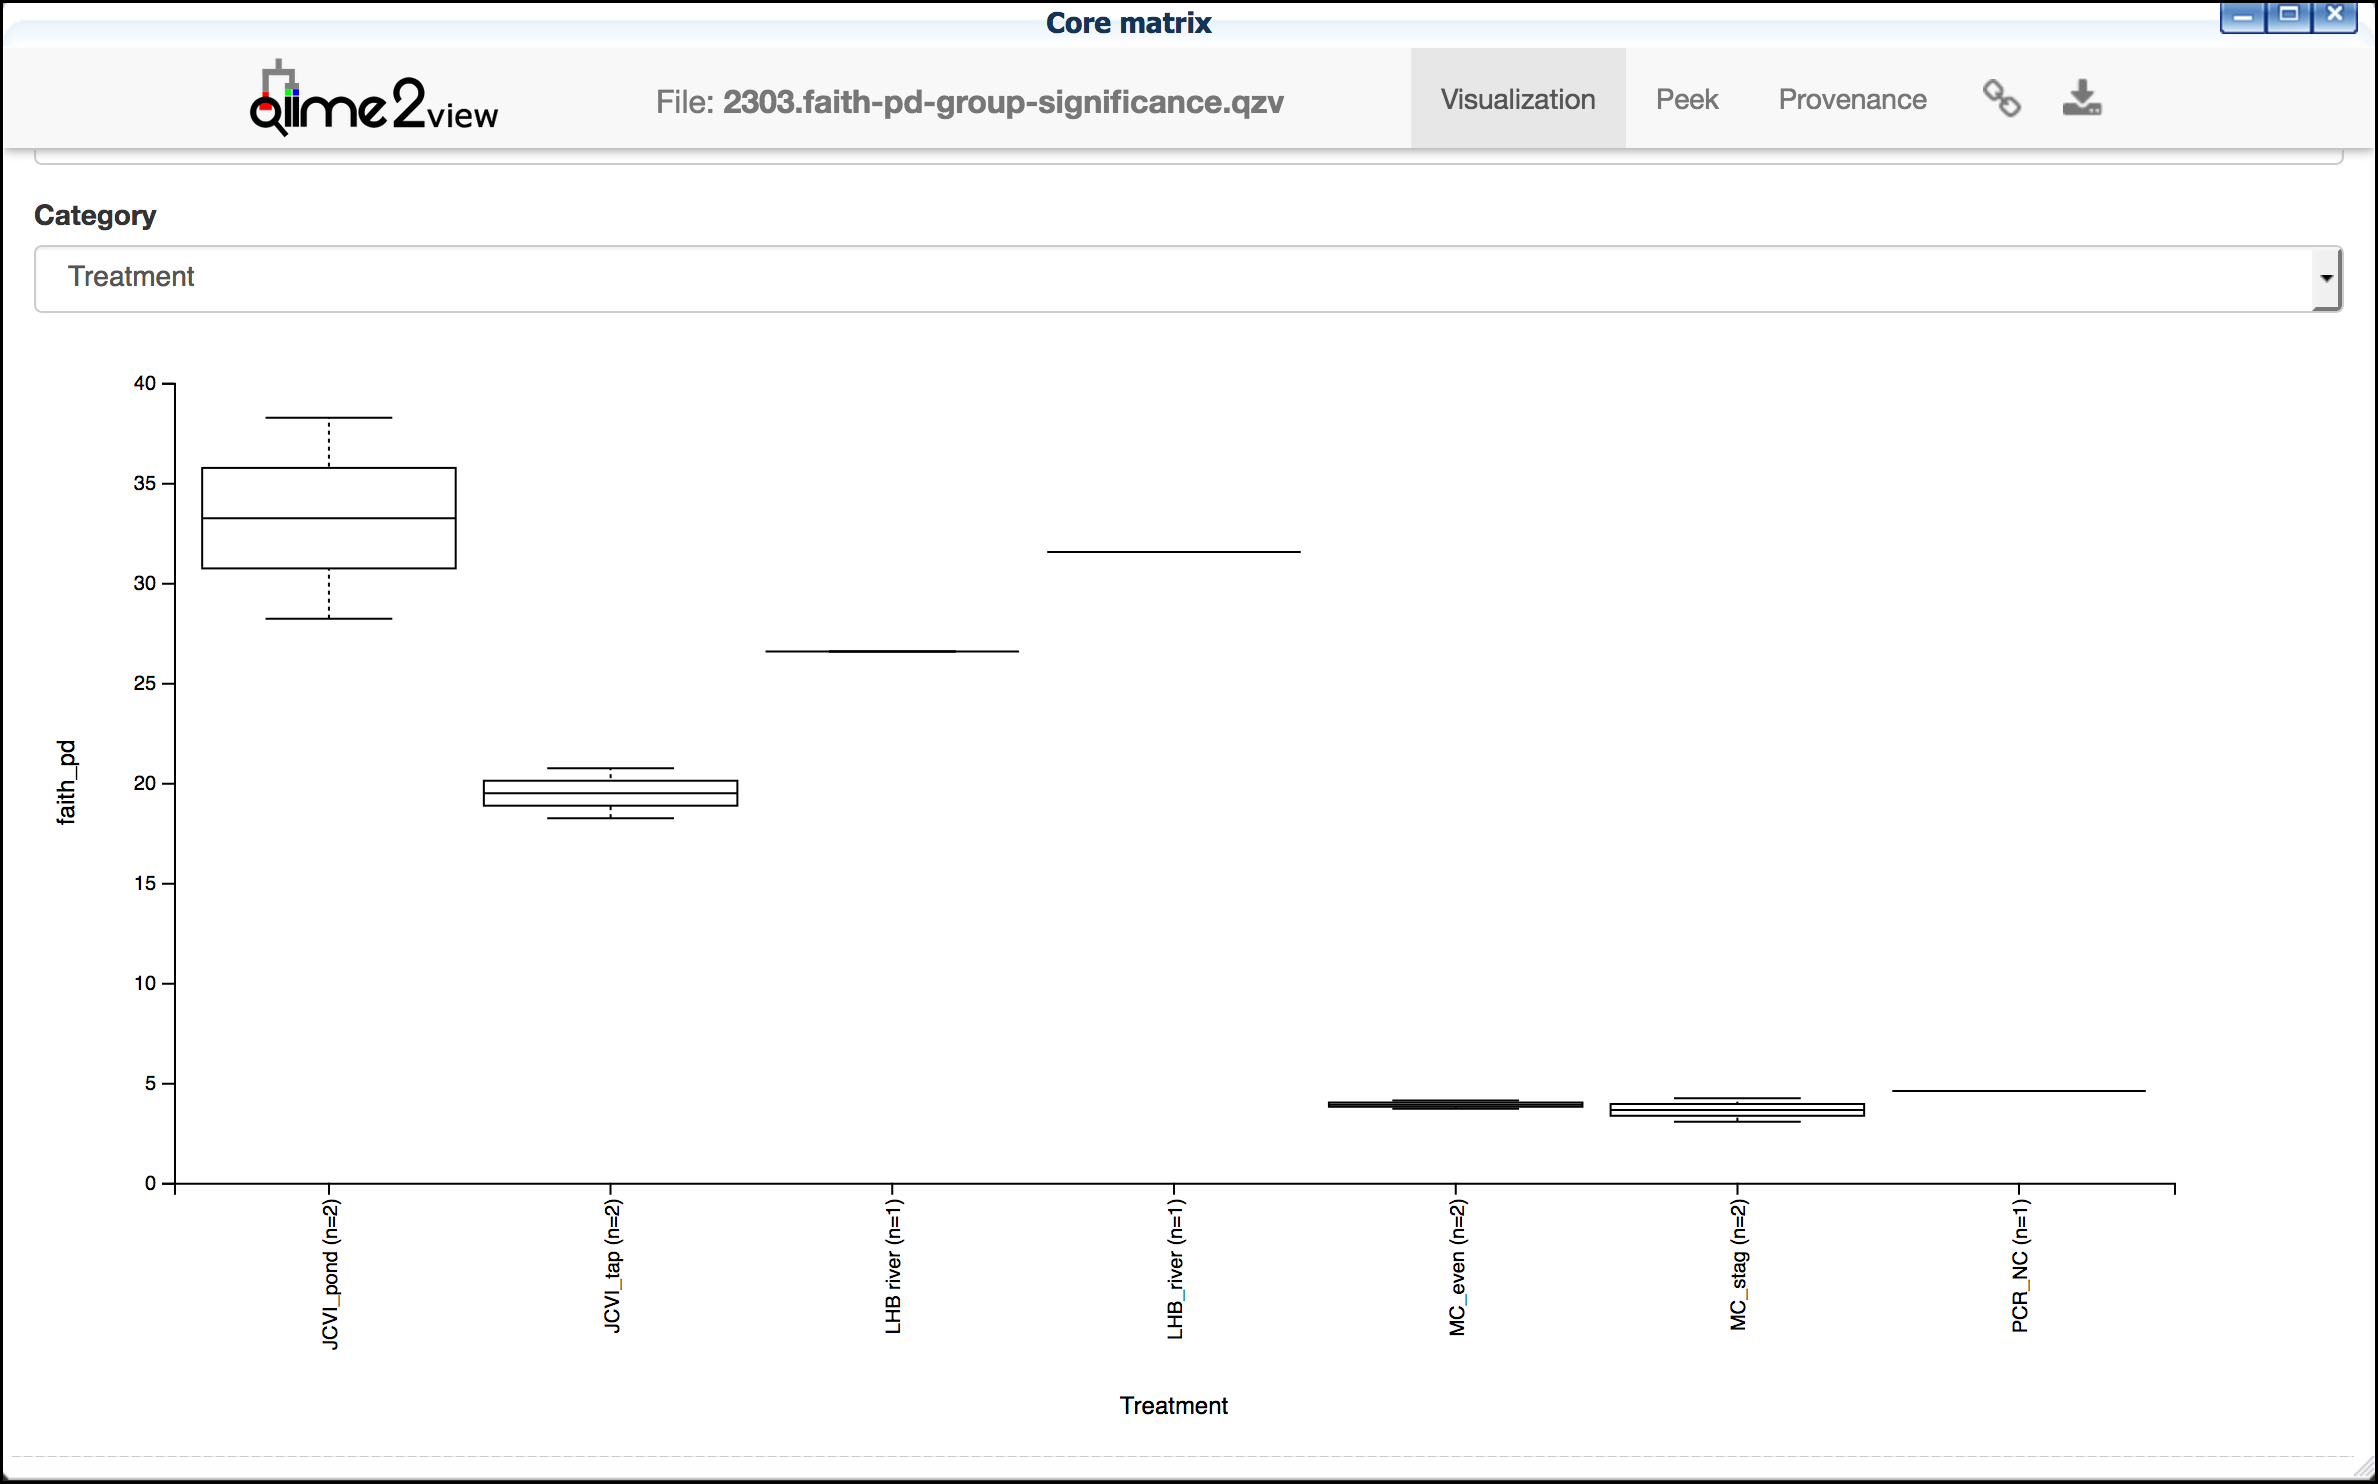 Core matrix
qiime2view
File: 2303.faith-pd-group-significance.qzv
Visualization
Peek
Provenance
Category
Treatment
40
35
30
25
20
15
10
5
0
faith_pd
JCVI_pond (n=2)
JCVI_tap (n=2)
LHB river (n=1)
LHB_river (n=1)
MC_even (n=2)
MC_stag (n=2)
PCR_NC (n=1)
Treatment